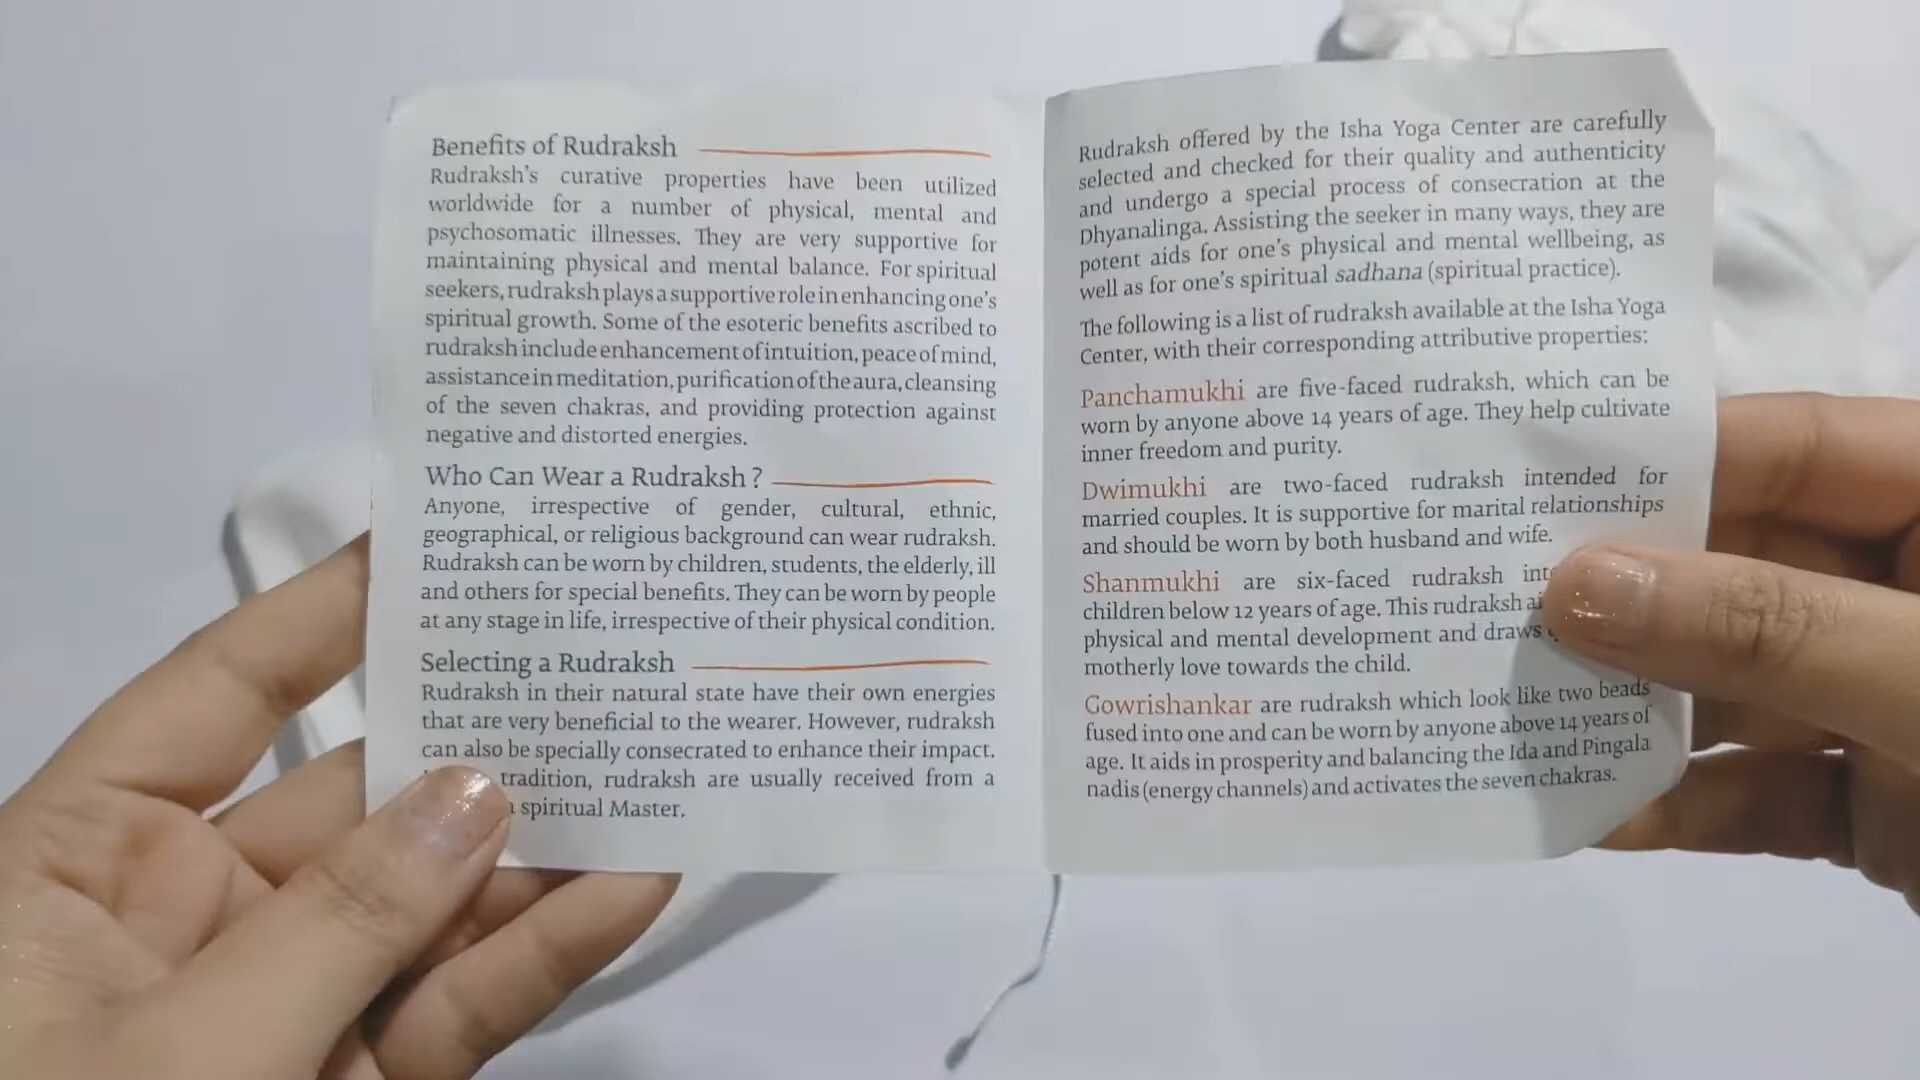 Benefits of Rudraksh
Rudraksh's curative properties have been utilized
worldwide for a number of physical, mental and
psychosomatic illnesses. They are very supportive for
maintaining physical and mental balance. For spiritual
seekers, rudraksh plays a supportive role in enhancing one's
spiritual growth. Some of the esoteric benefits ascribed to
rudraksh include enhancement of intuition, peace of mind,
assistance in meditation, purification of the aura, cleansing
of the seven chakras, and providing protection against
negative and distorted energies.
Who Can Wear a Rudraksh ?
Anyone, irrespective of gender, cultural, ethnic,
geographical, or religious background can wear rudraksh.
Rudraksh can be worn by children, students, the elderly, ill
and others for special benefits. They can be worn by people
at any stage in life, irrespective of their physical condition.
Selecting a Rudraksh
Rudraksh in their natural state have their own energies
that are very beneficial to the wearer. However, rudraksh
can also be specially consecrated to enhance their impact.
tradition, rudraksh are usually received from a
spiritual Master.
Rudraksh offered by the Isha Yoga Center are carefully
selected and checked for their quality and authenticity
and undergo a special process of consecration at the
Dhyanalinga. Assisting the seeker in many ways, they are
potent aids for one's physical and mental wellbeing, as
well as for one's spiritual sadhana (spiritual practice).
The following is a list of rudraksh available at the Isha Yoga
Center, with their corresponding attributive properties:
Panchamukhi are five-faced rudraksh, which can be
worn by anyone above 14 years of age. They help cultivate
inner freedom and purity.
Dwimukhi are two-faced rudraksh intended for
married couples. It is supportive for marital relationships
and should be worn by both husband and wife.
Shanmukhi are six-faced rudraksh
children below 12 years of age. This rudraksh
physical and mental development and draws
motherly love towards the child.
Gowrishankar are rudraksh which look like two beads
fused into one and can be worn by anyone above 14 years of
age. It aids in prosperity and balancing the Ida and Pingala
nadis (energy channels) and activates the seven chakras.